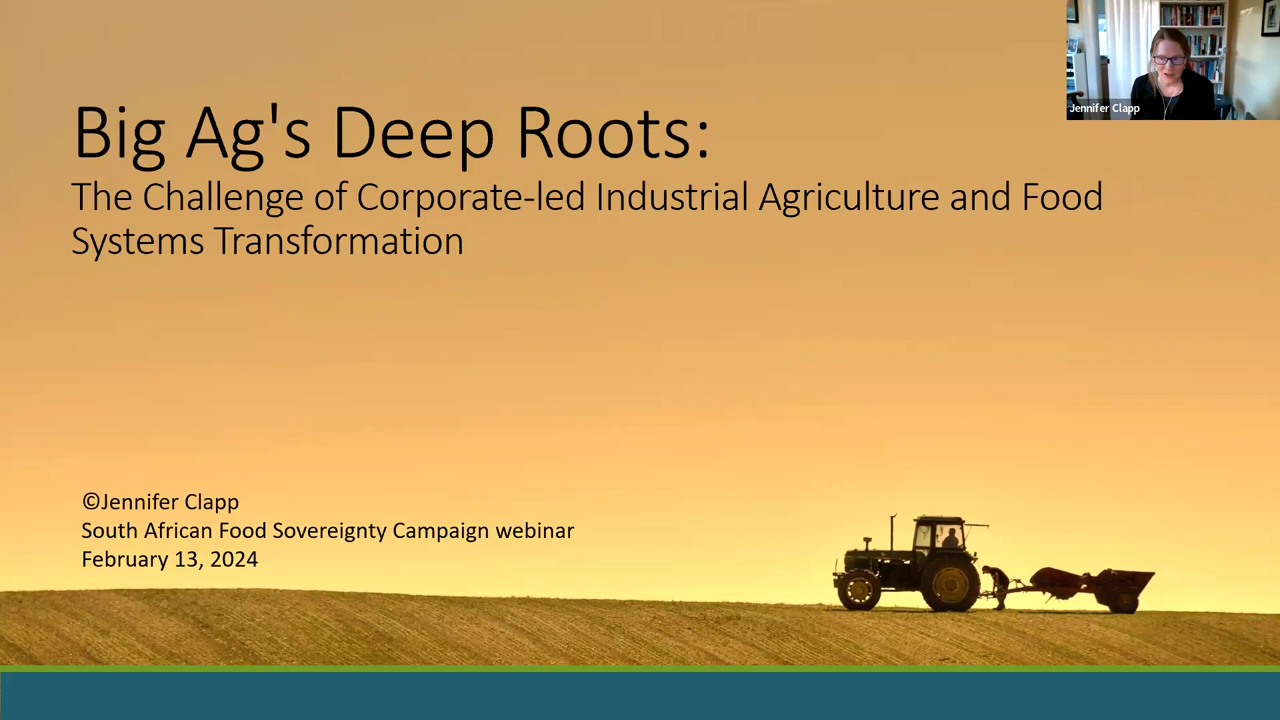 Jennifer Clapp
Big Ag's Deep Roots:
The Challenge of Corporate-led Industrial Agriculture and Food
Systems Transformation
©Jennifer Clapp
South African Food Sovereignty Campaign webinar
February 13, 2024